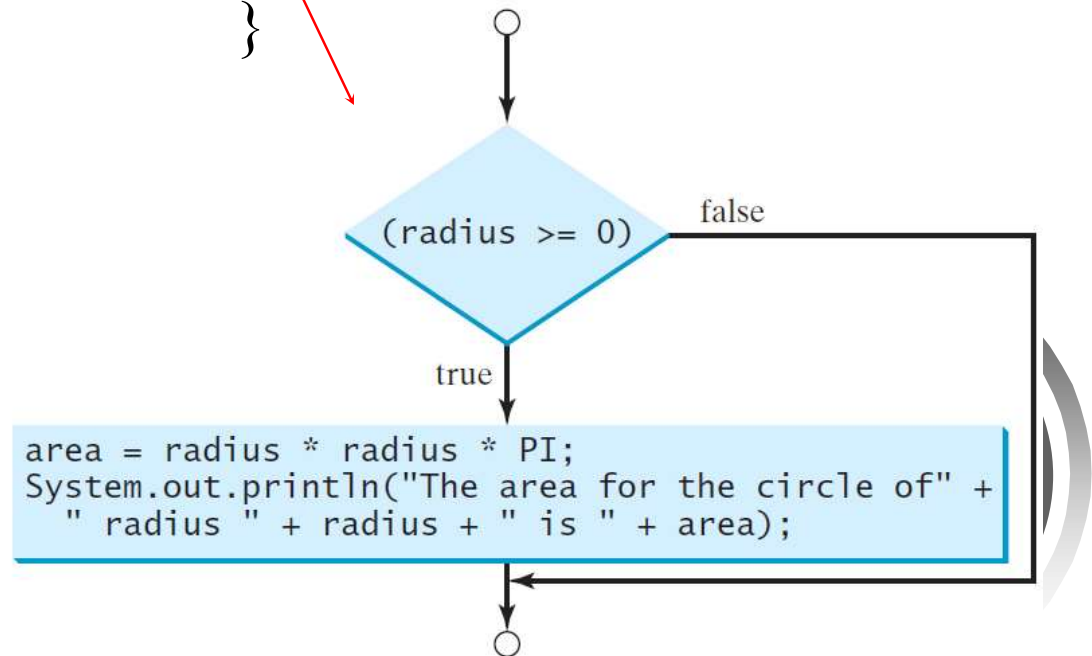 }
(radius >= 0)
false
true
area = radius * radius * PI;
System.out.println("The area for the circle of" +
" radius " + radius + " is " + area);